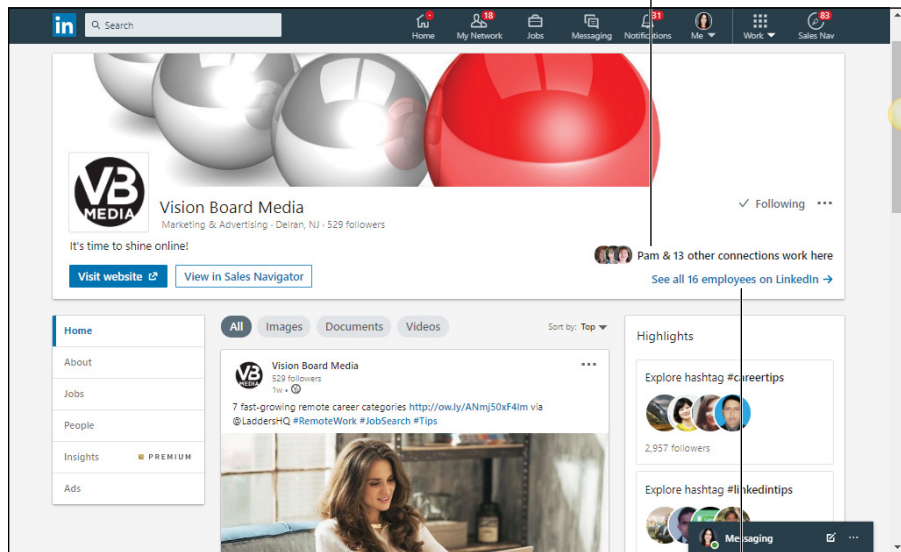 in
Search
Home
18
My Network
Jobs
Messaging
31
Notifications
Me
Work
83
Sales Nav
VB
MEDIA
Vision Board Media
Marketing & Advertising · Delran, NJ · 529 followers
✓ Following
It's time to shine online!
Pam & 13 other connections work here
Visit website
View in Sales Navigator
See all 16 employees on LinkedIn →
Home
About
Jobs
People
Insights PREMIUM
Ads
All Images Documents Videos
Sort by: Top
VB
MEDIA
Vision Board Media
529 followers
1w •
7 fast-growing remote career categories http://ow.ly/ANmj50xF4lm via
@LaddersHQ #RemoteWork #JobSearch #Tips
Highlights
Explore hashtag #careertips
2,957 followers
Explore hashtag #linkedintips
Messaging